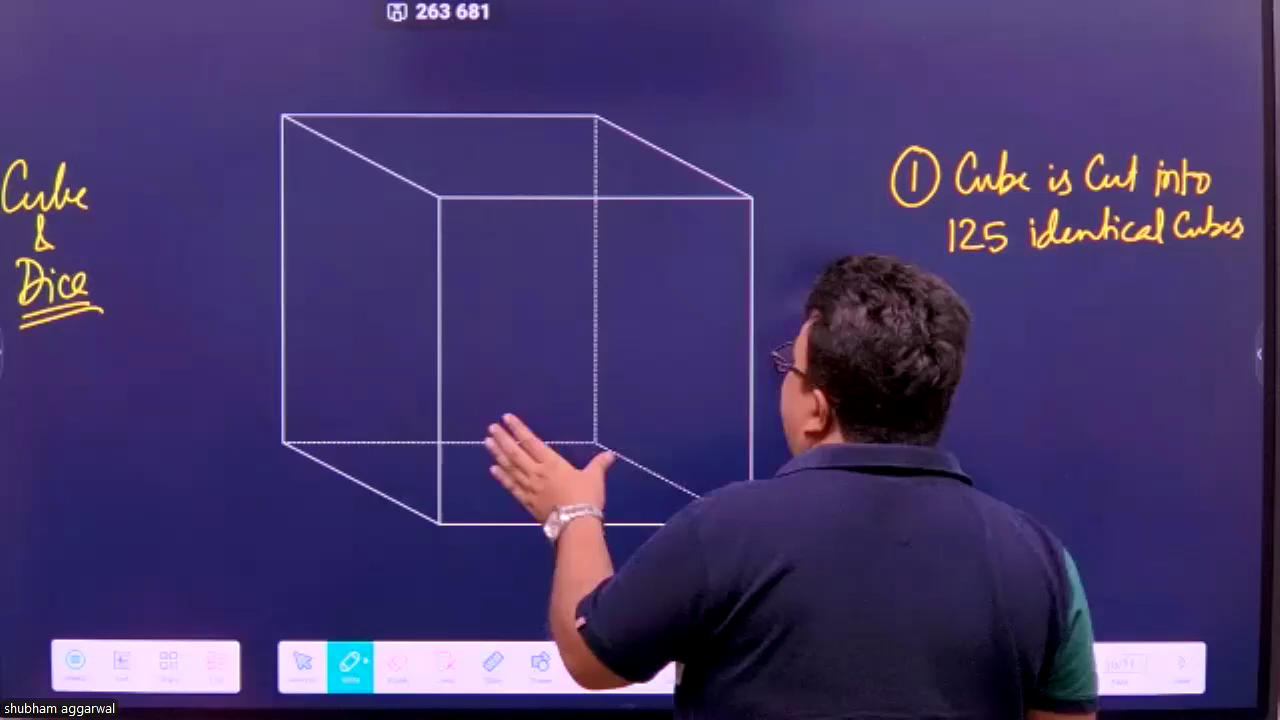 263 681
Cube
&
Dice
① Cube is Cut into
125 identical Cubes
shubham aggarwal